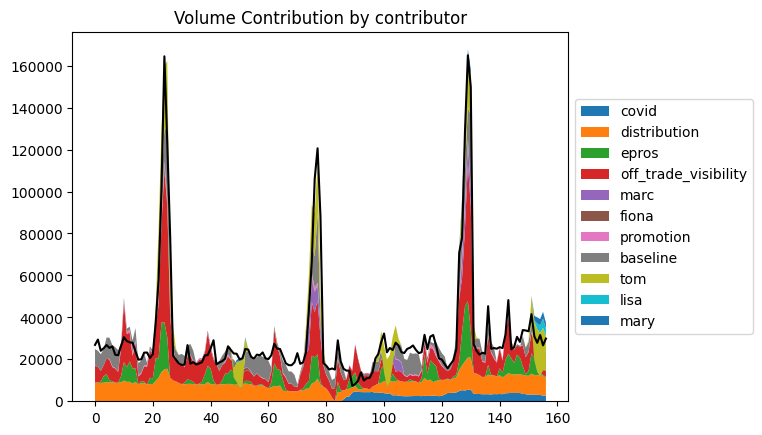 Volume Contribution by contributor
160000
140000
120000
100000
80000
60000
40000
20000
0
0 20 40 60 80 100 120 140 160
covid
distribution
epros
off_trade_visibility
marc
fiona
promotion
baseline
tom
lisa
mary